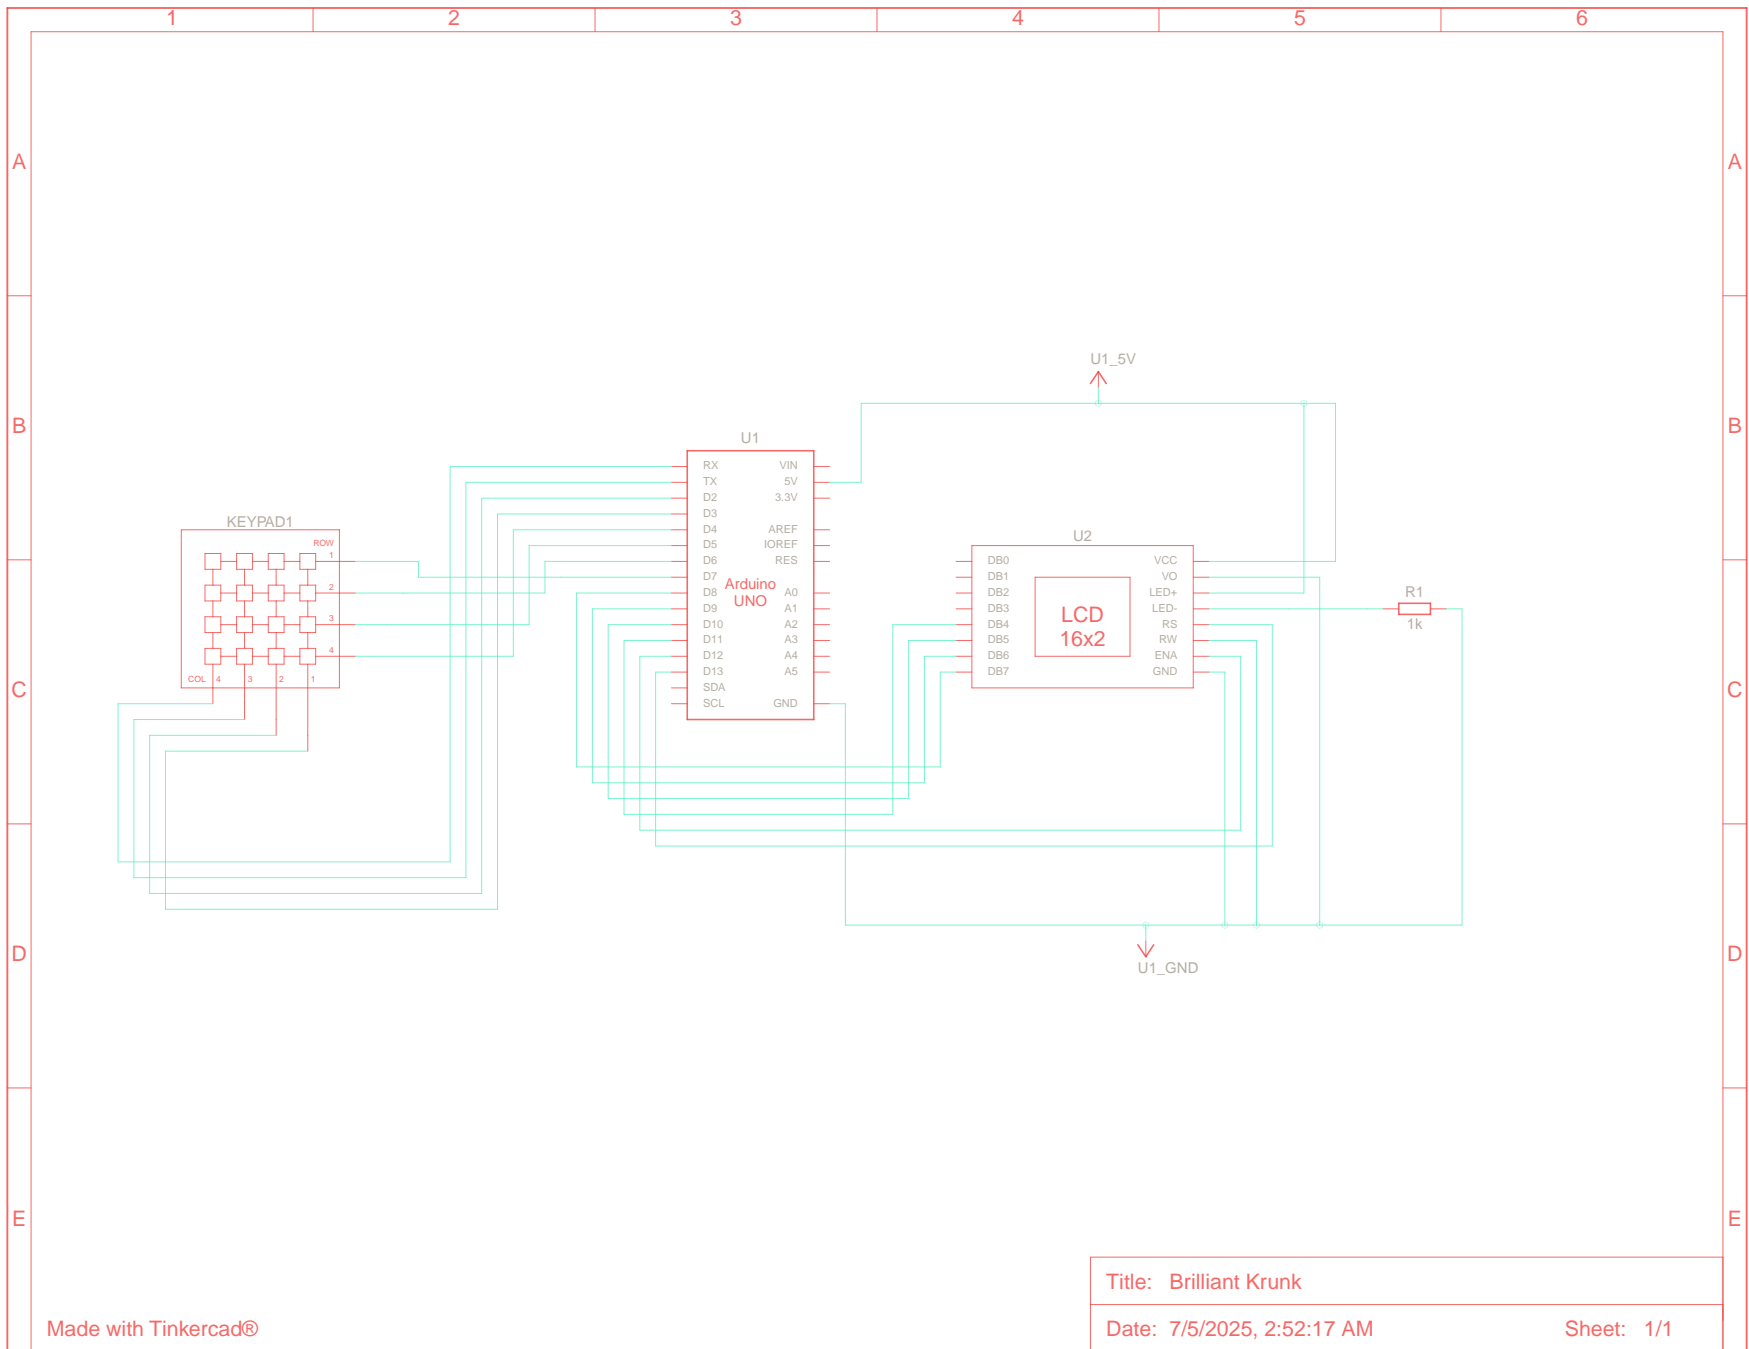 1 2 3 4 5 6
A A
U1_5V
B B
U1
RX VIN
TX 5V
D2 3.3V
D3
D4 AREF
D5 IOREF
D6 RES
D7
Arduino
UNO
D8 A0
D9 A1
D10 A2
D11 A3
D12 A4
D13 A5
SDA
SCL GND
KEYPAD1
ROW
1
2
3
4
COL 4 3 2 1
U2
DB0 VCC
DB1 VO
DB2 LED+
DB3 LED-
DB4 RS
DB5 RW
DB6 ENA
DB7 GND
LCD
16x2
R1
1k
C C
D D
U1_GND
E E
Title: Brilliant Krunk
Made with Tinkercad®
Date: 7/5/2025, 2:52:17 AM Sheet: 1/1